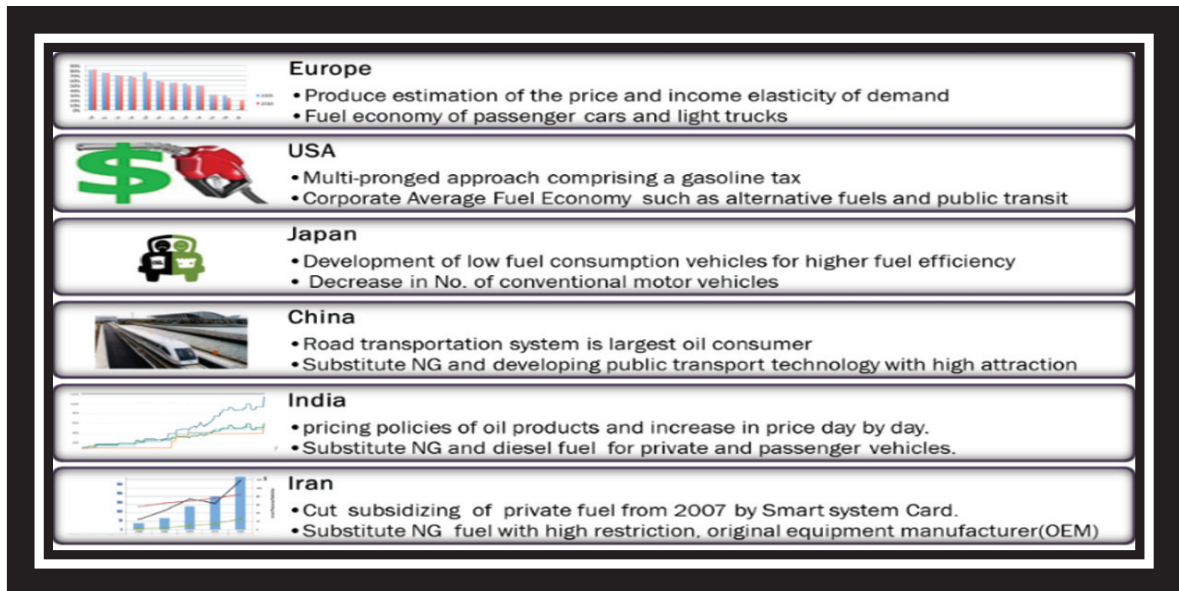 Europe
•Produce estimation of the price and income elasticity of demand
•Fuel economy of passenger cars and light trucks
USA
•Multi-pronged approach comprising a gasoline tax
•Corporate Average Fuel Economy such as alternative fuels and public transit
Japan
•Development of low fuel consumption vehicles for higher fuel efficiency
• Decrease in No. of conventional motor vehicles
China
•Road transportation system is largest oil consumer
•Substitute NG and developing public transport technology with high attraction
India
•pricing policies of oil products and increase in price day by day.
•Substitute NG and diesel fuel for private and passenger vehicles.
Iran
•Cut subsidizing of private fuel from 2007 by Smart system Card.
•Substitute NG fuel with high restriction, original equipment manufacturer(OEM)